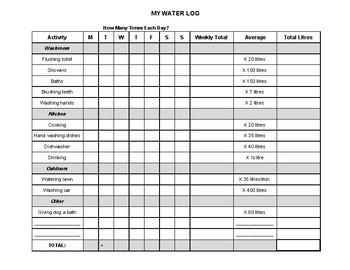 MY WATER LOG
How Many Times Each Day?
Activity M T W T F S S Weekly Total Average Total Litres
Washroom
Flushing toilet X 20 litres
Showers X 100 litres
Baths X 150 litres
Brushing teeth X 7 litres
Washing hands X 2 litres
Kitchen
Cooking X 20 litres
Hand washing dishes X 35 litres
Dishwasher X 40 litres
Drinking X ¼ litre
Outdoors
Watering lawn X 35 litres/min.
Washing car X 400 litres
Other
Giving dog a bath X 80 litres
TOTAL: